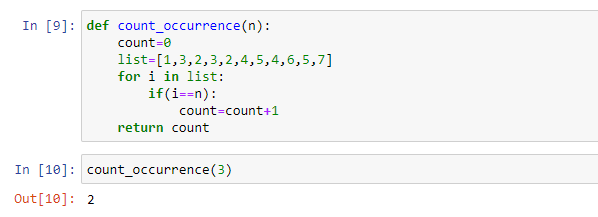 In [9]: def count_occurrence(n):
    count=0
    list=[1,3,2,3,2,4,5,4,6,5,7]
    for i in list:
        if(i==n):
            count=count+1
    return count
In [10]: count_occurrence(3)
Out[10]: 2